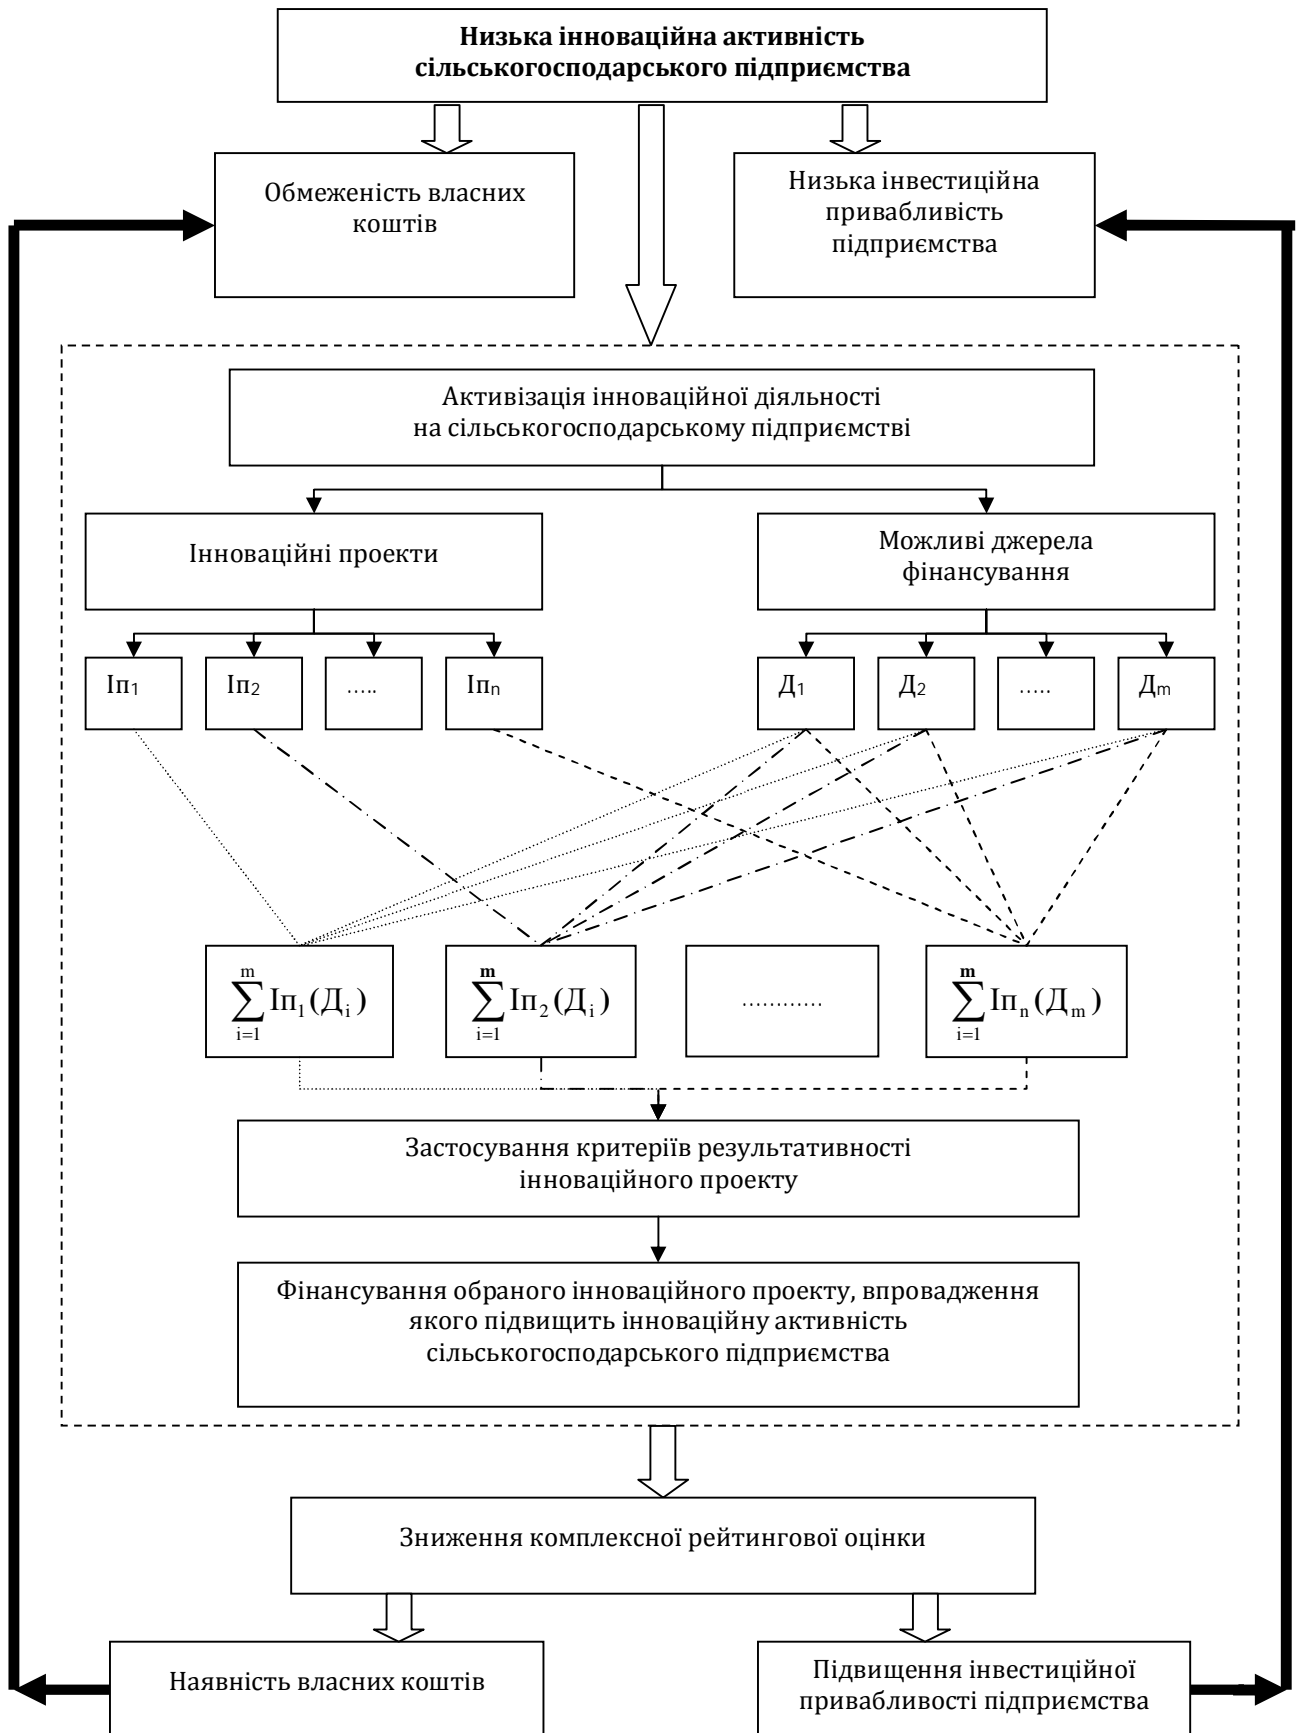 Низька інноваційна активність
сільськогосподарського підприємства
Обмеженість власних
коштів
Низька інвестиційна
привабливість
підприємства
Активізація інноваційної діяльності
на сільськогосподарському підприємстві
Інноваційні проекти
Можливі джерела
фінансування
Іп₁
Іп₂
.....
Іпₙ
Д₁
Д₂
.....
Дₘ
m
∑ Іп₁(Дᵢ)
i=1
m
∑ Іп₂(Дᵢ)
i=1
............
m
∑ Іпₙ(Дₘ)
i=1
Застосування критеріїв результативності
інноваційного проекту
Фінансування обраного інноваційного проекту, впровадження
якого підвищить інноваційну активність
сільськогосподарського підприємства
Зниження комплексної рейтингової оцінки
Наявність власних коштів
Підвищення інвестиційної
привабливості підприємства